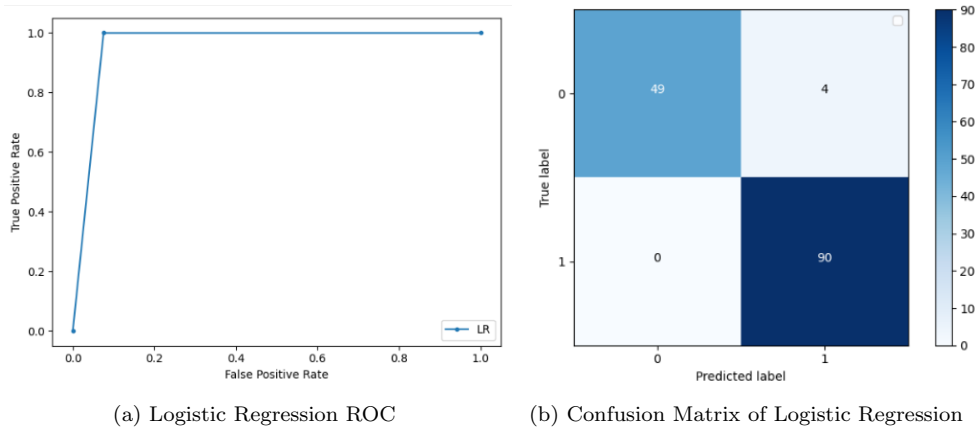 1.0
0.8
0.6
0.4
0.2
0.0
True Positive Rate
LR
0.0 0.2 0.4 0.6 0.8 1.0
False Positive Rate
(a) Logistic Regression ROC
0
1
True label
49 4
0 90
0 1
Predicted label
90
80
70
60
50
40
30
20
10
0
(b) Confusion Matrix of Logistic Regression